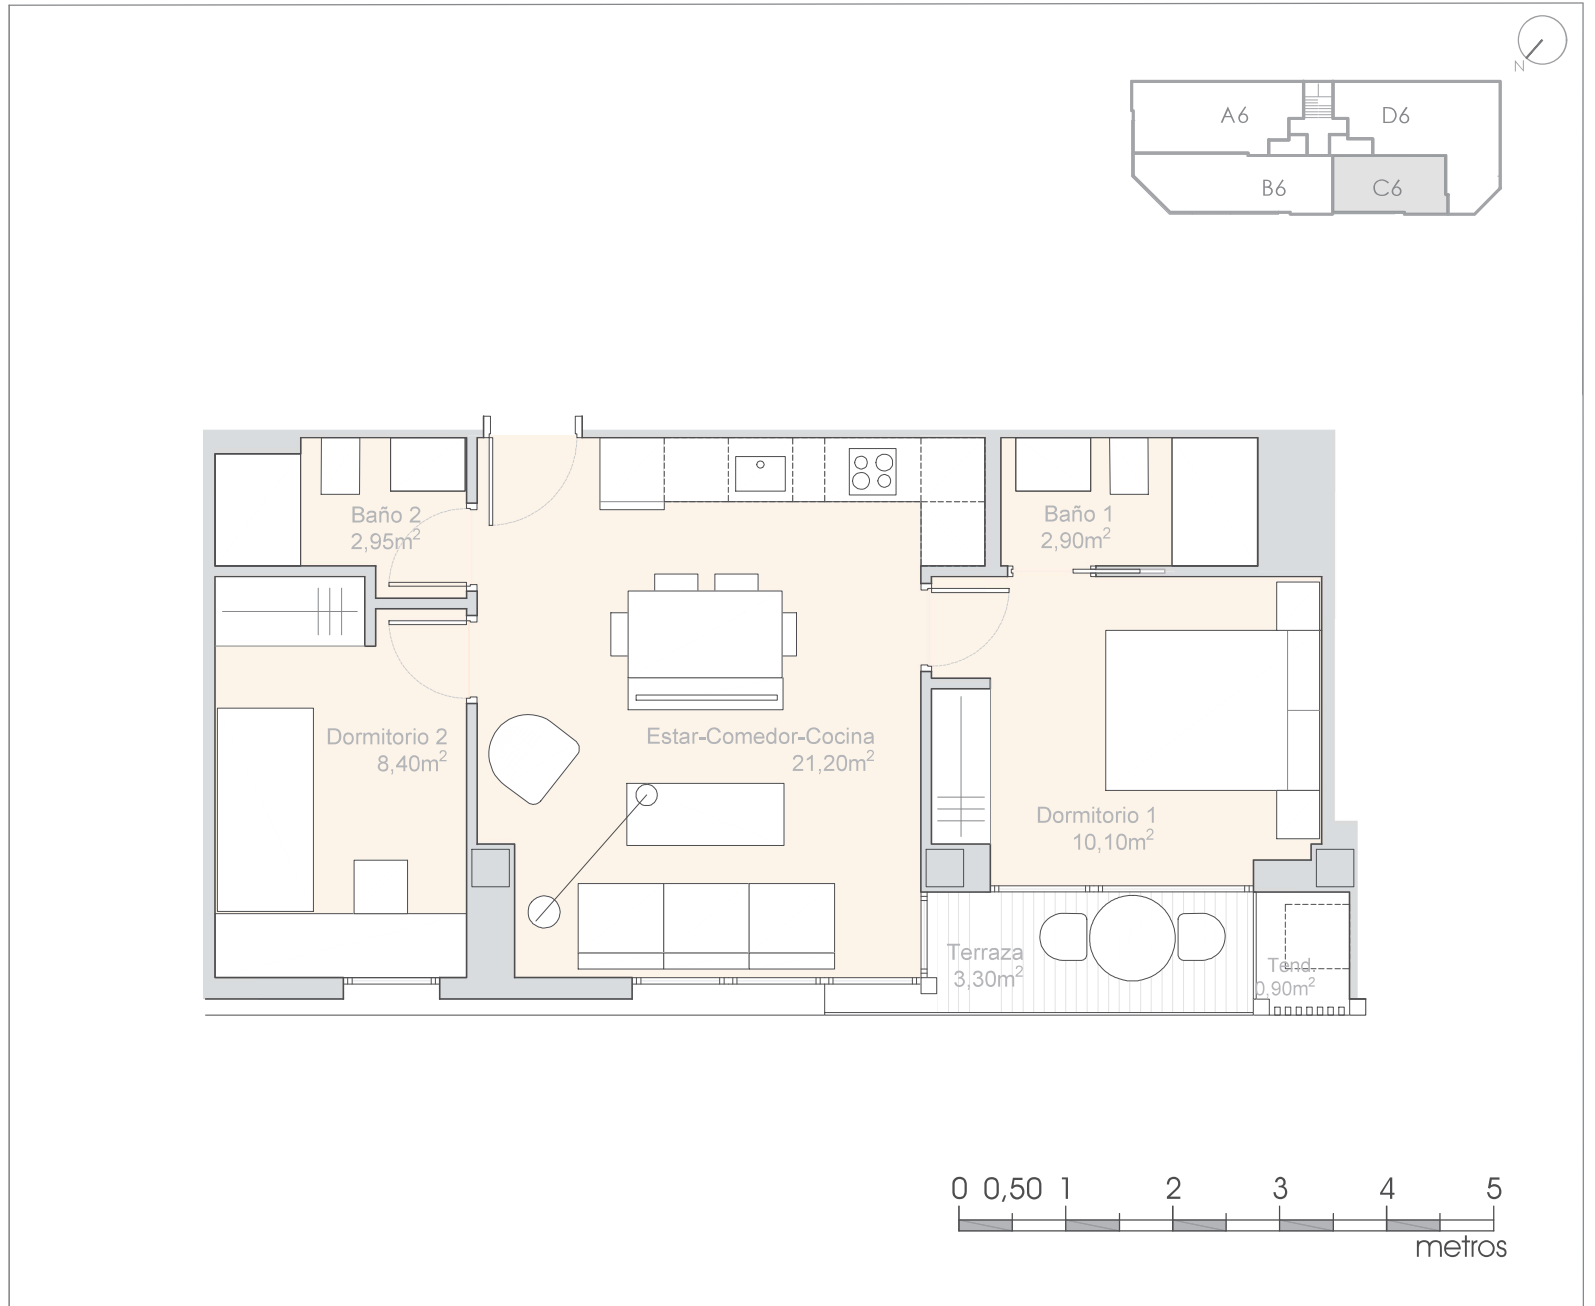 N
A6
D6
B6
C6
Baño 2
2,95m²
Baño 1
2,90m²
Dormitorio 2
8,40m²
Estar-Comedor-Cocina
21,20m²
Dormitorio 1
10,10m²
Terraza
3,30m²
Tend.
0,90m²
0 0,50 1 2 3 4 5
metros